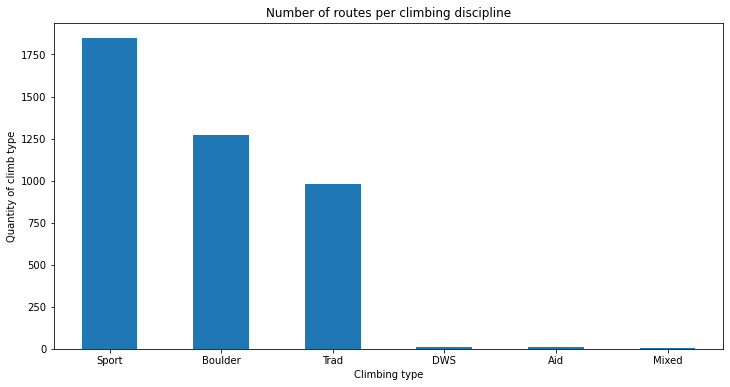 Number of routes per climbing discipline
Quantity of climb type
1750
1500
1250
1000
750
500
250
0
Sport Boulder Trad DWS Aid Mixed
Climbing type